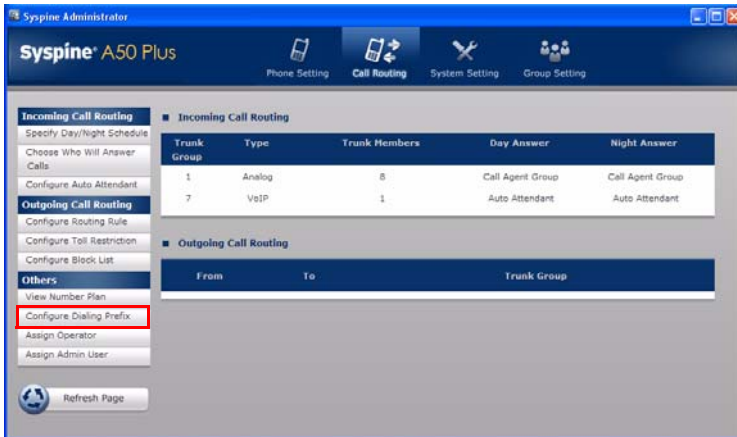 Syspine Administrator
Syspine® A50 Plus
Phone Setting
Call Routing
System Setting
Group Setting
Incoming Call Routing
Specify Day/Night Schedule
Choose Who Will Answer
Calls
Configure Auto Attendant
Outgoing Call Routing
Configure Routing Rule
Configure Toll Restriction
Configure Block List
Others
View Number Plan
Configure Dialing Prefix
Assign Operator
Assign Admin User
Refresh Page
Incoming Call Routing
Trunk Group Type Trunk Members Day Answer Night Answer
1 Analog 8 Call Agent Group Call Agent Group
7 VoIP 1 Auto Attendant Auto Attendant
Outgoing Call Routing
From To Trunk Group